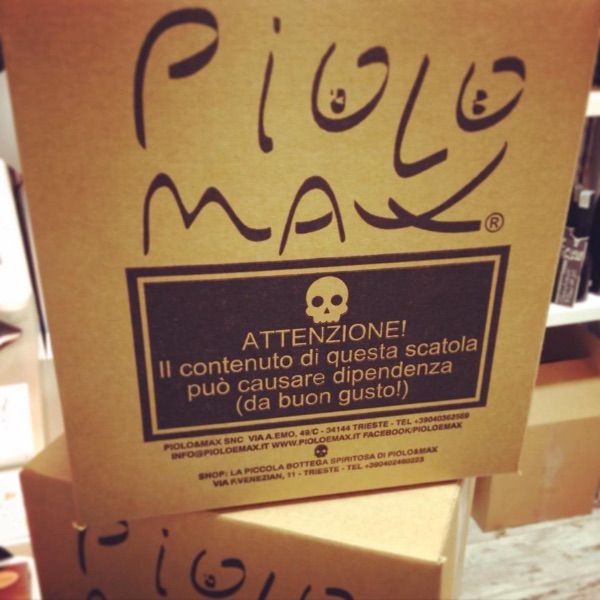 PIOLO
MAX®
ATTENZIONE!
Il contenuto di questa scatola
può causare dipendenza
(da buon gusto!)
PIOLO&MAX SNC VIA A.EMO, 49/C - 34144 TRIESTE - TEL +39040362569
INFO@PIOLOEMAX.IT WWW.PIOLOEMAX.IT FACEBOOK/PIOLOEMAX
SHOP: LA PICCOLA BOTTEGA SPIRITOSA DI PIOLO&MAX
VIA F.VENEZIAN, 11 - TRIESTE - TEL +390402460223
PIOLO